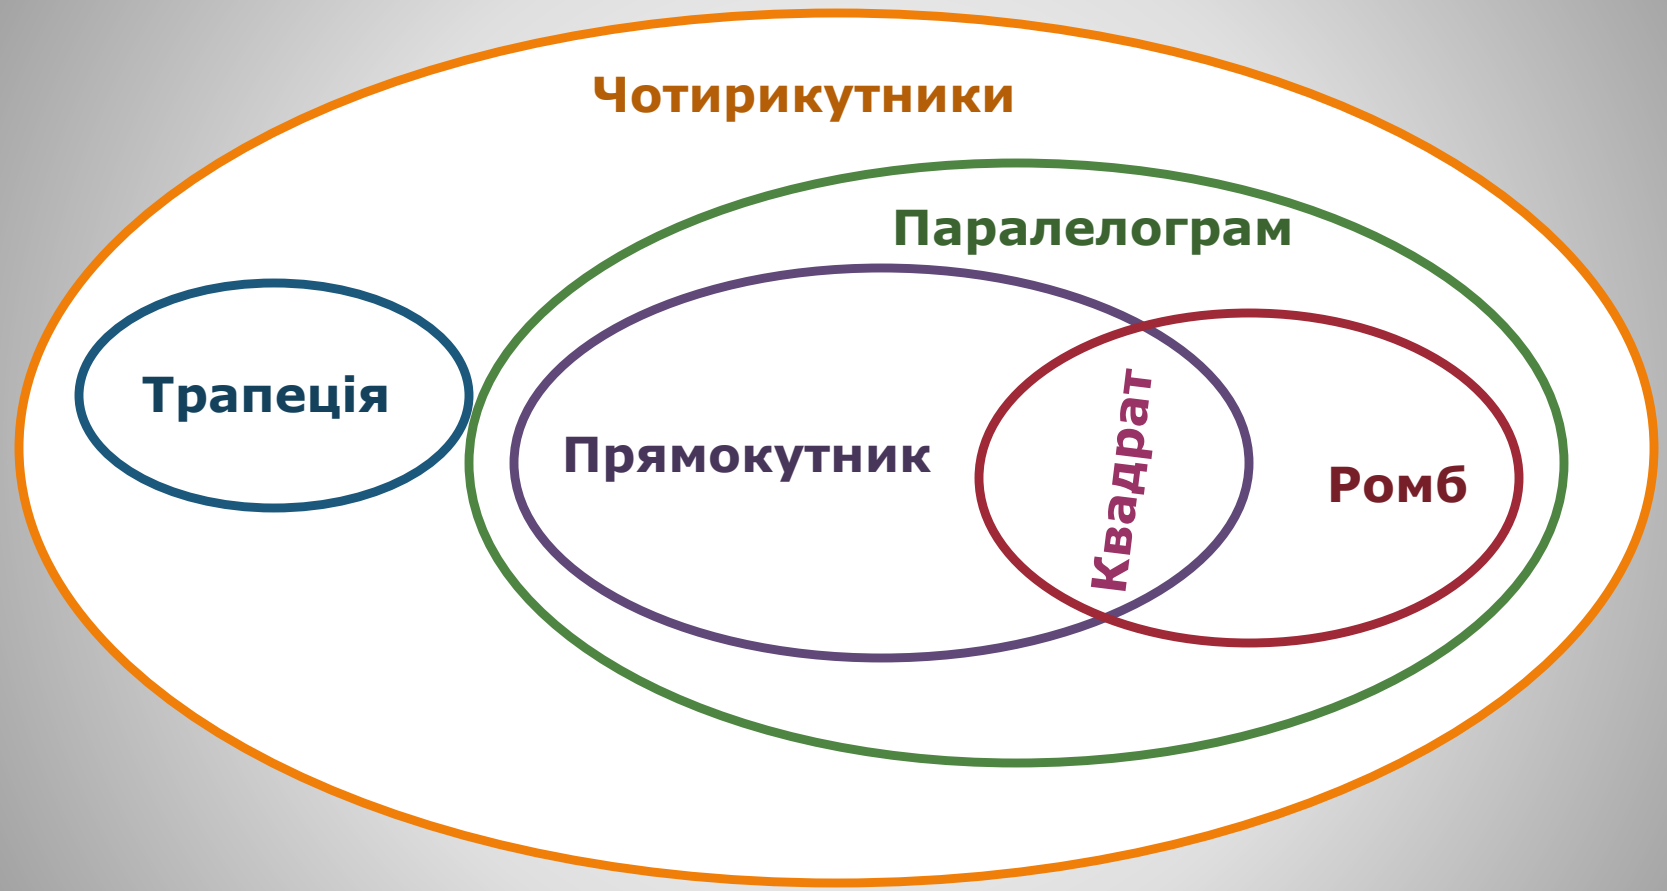 Чотирикутники
Паралелограм
Трапеція
Прямокутник
Квадрат
Ромб